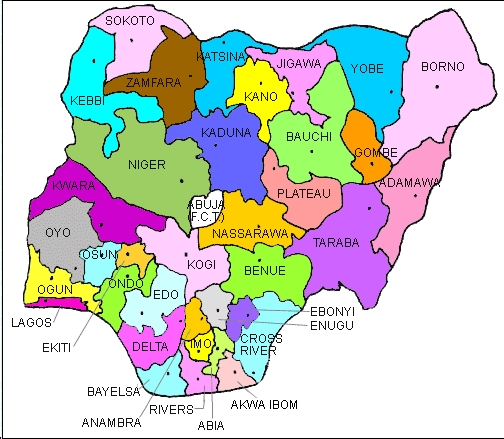 SOKOTO
KATSINA
JIGAWA
YOBE
BORNO
ZAMFARA
KEBBI
KANO
KADUNA
BAUCHI
GOMBE
NIGER
KWARA
ADAMAWA
PLATEAU
ABUJA
(F.C.T.)
OYO
NASSARAWA
TARABA
OSUN
KOGI
BENUE
OGUN
ONDO
EDO
LAGOS
EBONYI
ENUGU
EKITI
DELTA
IMO
CROSS
RIVER
BAYELSA
ANAMBRA
RIVERS
ABIA
AKWA IBOM